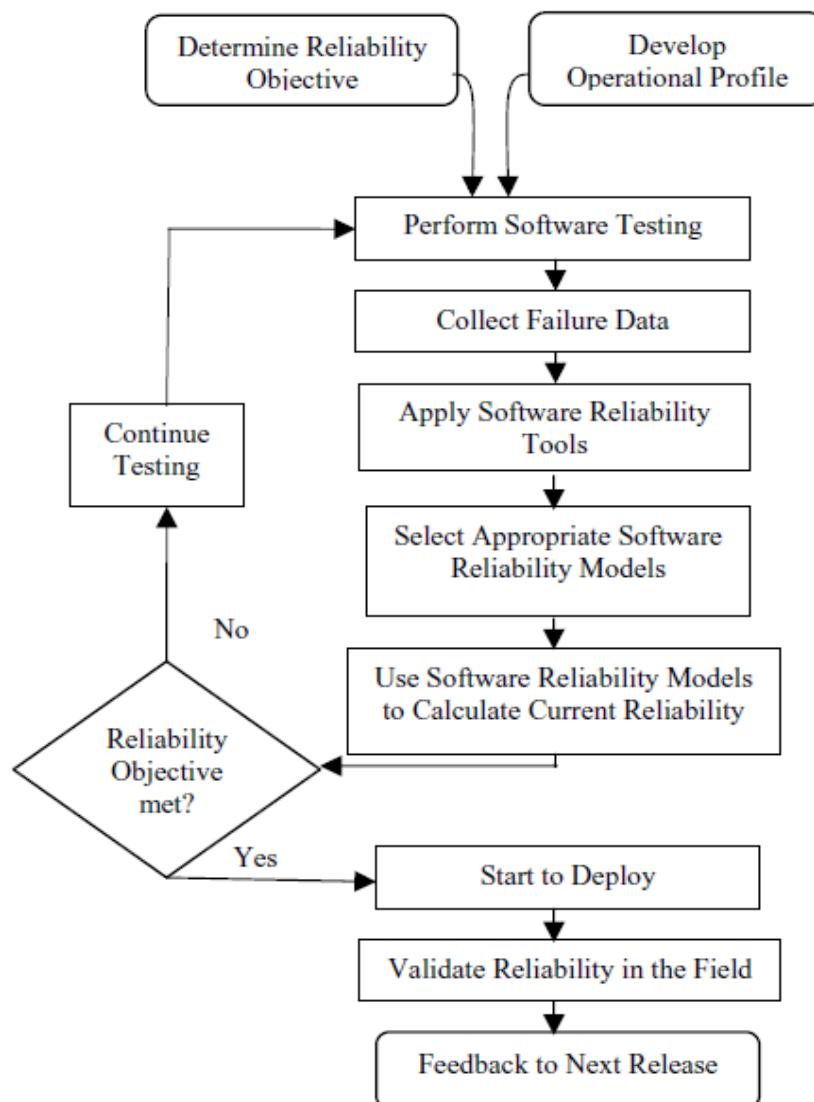 Determine Reliability
Objective
Develop
Operational Profile
Perform Software Testing
Collect Failure Data
Apply Software Reliability
Tools
Continue
Testing
Select Appropriate Software
Reliability Models
No
Use Software Reliability Models
to Calculate Current Reliability
Reliability
Objective
met?
Yes
Start to Deploy
Validate Reliability in the Field
Feedback to Next Release